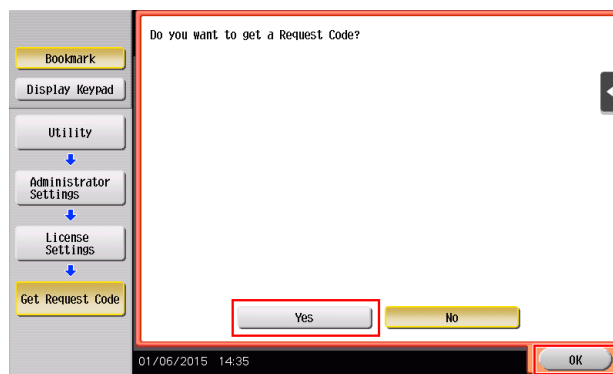 Do you want to get a Request Code?
Bookmark
Display Keypad
Utility
Administrator
Settings
License
Settings
Get Request Code
Yes
No
01/06/2015 14:35
OK